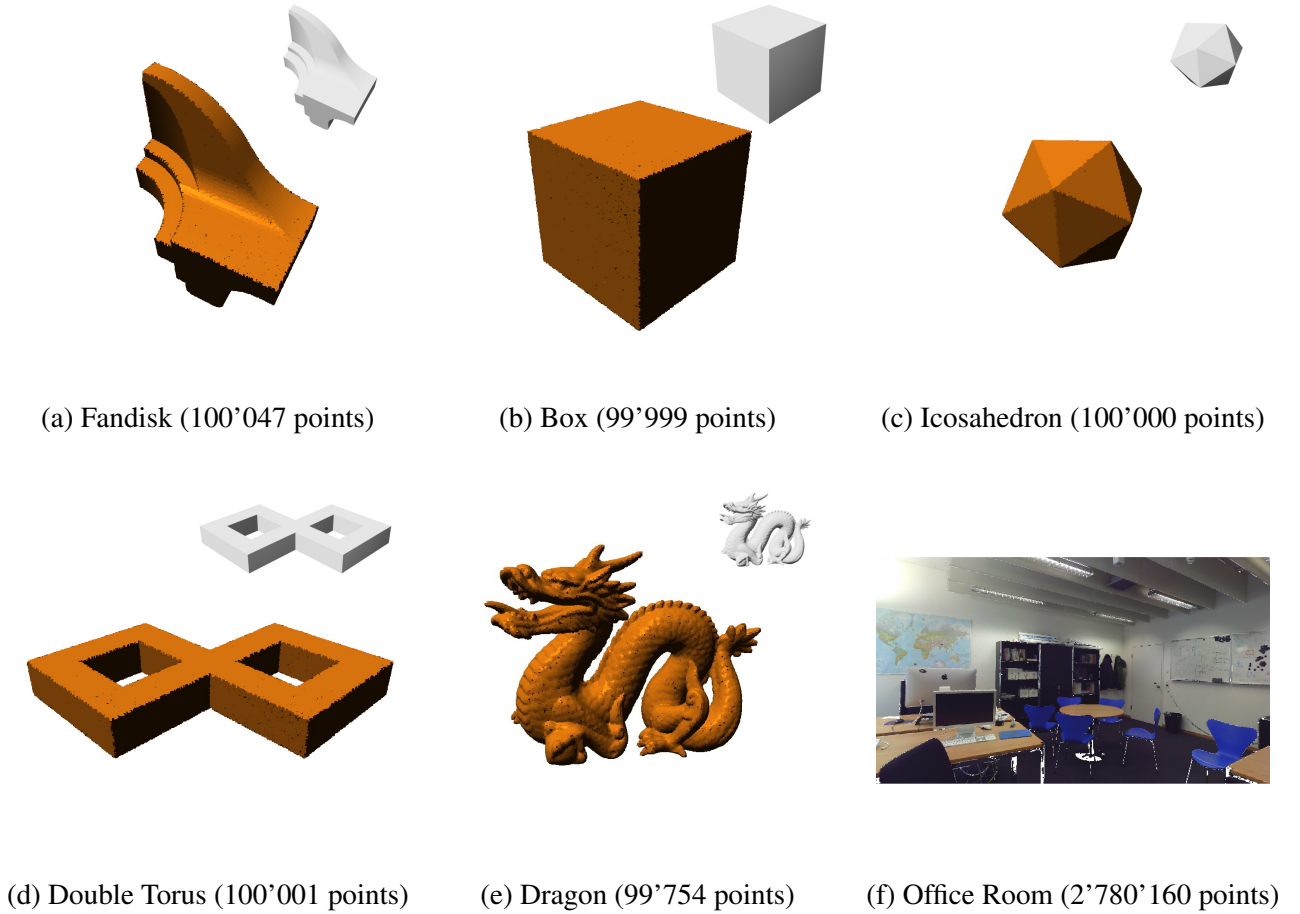 (a) Fandisk (100’047 points)
(b) Box (99’999 points)
(c) Icosahedron (100’000 points)
(d) Double Torus (100’001 points)
(e) Dragon (99’754 points)
(f) Office Room (2’780’160 points)